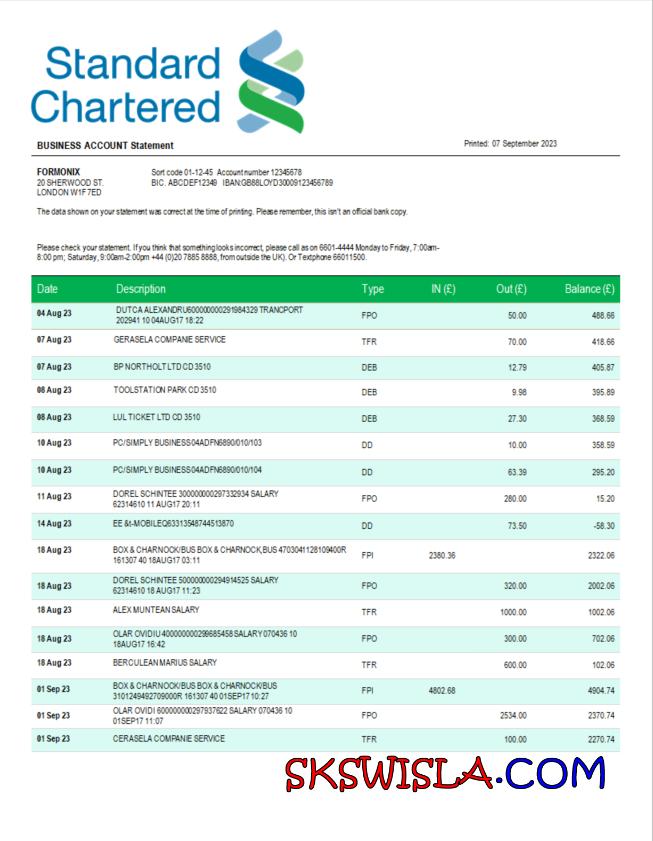 Standard
Chartered
BUSINESS ACCOUNT Statement
Printed: 07 September 2023
FORMONIX
20 SHERWOOD ST.
LONDON W1F 7ED
Sort code 01-12-45 Account number 12345678
BIC. ABCDEF12349 IBAN:GB88LOYD30009123456789
The data shown on your statement was correct at the time of printing. Please remember, this isn't an official bank copy.
Please check your statement. If you think that something looks incorrect, please call as on 6601-4444 Monday to Friday, 7:00am-
8:00 pm; Saturday, 9:00am-2:00pm +44 (0)20 7885 8888, from outside the UK). Or Textphone 66011500.
Date Description Type IN (£) Out (£) Balance (£)
04 Aug 23 DUTCA ALEXANDRU600000000291984329 TRANCPORT FPO 50.00 488.66
202941 10 04AUG17 18:22
07 Aug 23 GERASELA COMPANIE SERVICE TFR 70.00 418.66
07 Aug 23 BP NORTHOLT LTD CD 3510 DEB 12.79 405.87
08 Aug 23 TOOLSTATION PARK CD 3510 DEB 9.98 395.89
08 Aug 23 LUL TICKET LTD CD 3510 DEB 27.30 368.59
10 Aug 23 PC/SIMPLY BUSINESS04ADFN6890/010/103 DD 10.00 358.59
10 Aug 23 PC/SIMPLY BUSINESS04ADFN6890/010/104 DD 63.39 295.20
11 Aug 23 DOREL SCHINTEE 300000000297332934 SALARY FPO 280.00 15.20
62314610 11 AUG17 20:11
14 Aug 23 EE &t-MOBILEQ63313548744513870 DD 73.50 -58.30
18 Aug 23 BOX & CHARNOCK/BUS BOX & CHARNOCK,BUS 4703041128109400R FPI 2380.36 2322.06
161307 40 18AUG17 03:11
18 Aug 23 DOREL SCHINTEE 500000000294914525 SALARY FPO 320.00 2002.06
62314610 18 AUG17 11:23
18 Aug 23 ALEX MUNTEAN SALARY TFR 1000.00 1002.06
18 Aug 23 OLAR OVIDIU 400000000299685458 SALARY 070436 10 FPO 300.00 702.06
18AUG17 16:42
18 Aug 23 BERCULEAN MARIUS SALARY TFR 600.00 102.06
01 Sep 23 BOX & CHARNOCK/BUS BOX & CHARNOCK/BUS FPI 4802.68 4904.74
3101249492709000R 161307 40 01SEP17 10:27
01 Sep 23 OLAR OVIDI 600000000297937622 SALARY 070436 10 FPO 2534.00 2370.74
01SEP17 11:07
01 Sep 23 CERASELA COMPANIE SERVICE TFR 100.00 2270.74
SKSWISLA.COM